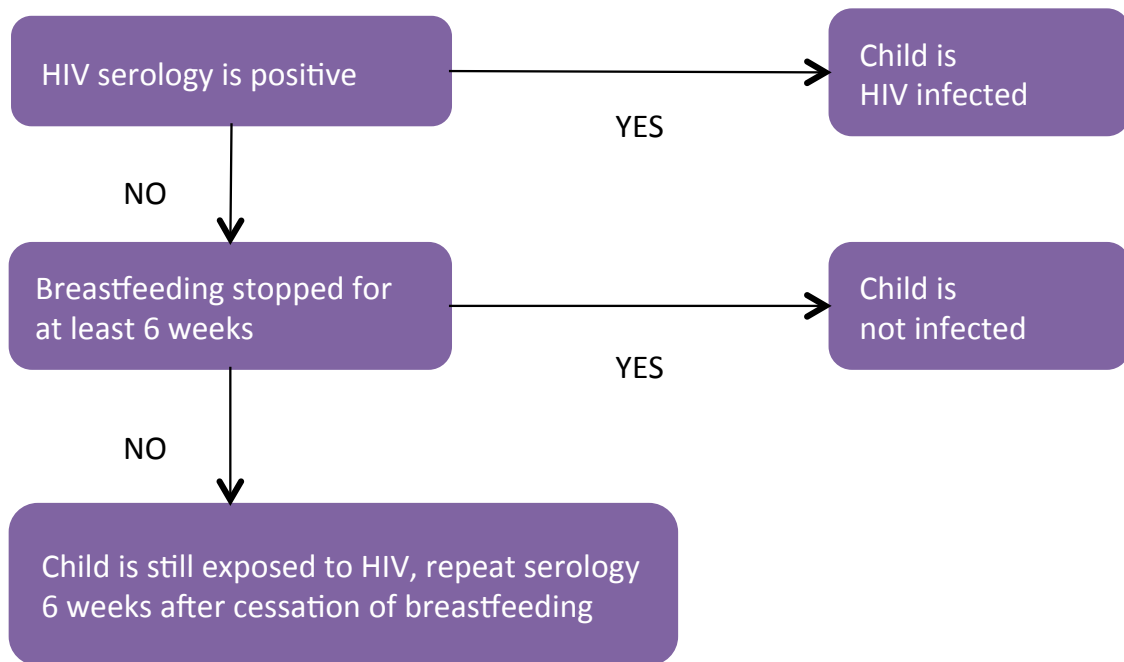 HIV serology is positive
Child is
HIV infected
YES
NO
Breastfeeding stopped for
at least 6 weeks
Child is
not infected
YES
NO
Child is still exposed to HIV, repeat serology
6 weeks after cessation of breastfeeding